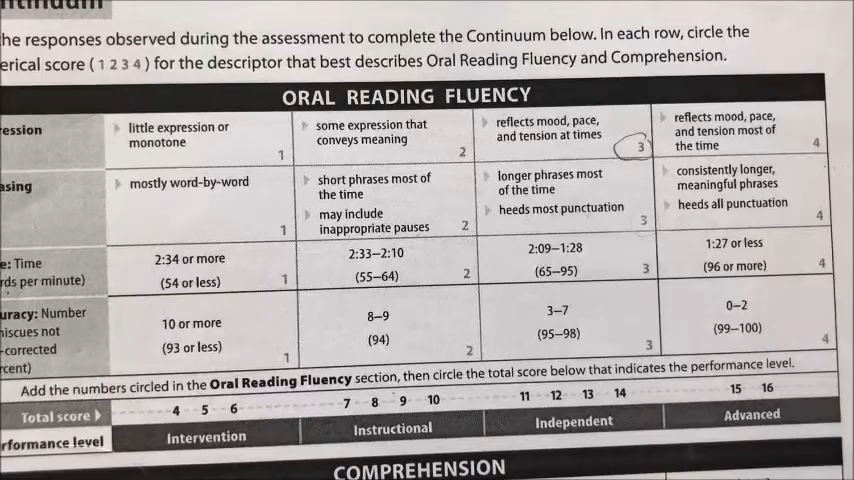 he responses observed during the assessment to complete the Continuum below. In each row, circle the
erical score ( 1 2 3 4 ) for the descriptor that best describes Oral Reading Fluency and Comprehension.
ORAL READING FLUENCY
ession
little expression or
monotone
1
some expression that
conveys meaning
2
reflects mood, pace,
and tension at times
3
reflects mood, pace,
and tension most of
the time
4
asing
mostly word-by-word
1
short phrases most of
the time
may include
inappropriate pauses
2
longer phrases most
of the time
heeds most punctuation
3
consistently longer,
meaningful phrases
heeds all punctuation
4
e: Time
rds per minute)
2:34 or more
(54 or less)
1
2:33–2:10
(55–64)
2
2:09–1:28
(65–95)
3
1:27 or less
(96 or more)
4
uracy: Number
niscues not
-corrected
rcent)
10 or more
(93 or less)
1
8–9
(94)
2
3–7
(95–98)
3
0–2
(99–100)
4
Add the numbers circled in the Oral Reading Fluency section, then circle the total score below that indicates the performance level.
Total score
4 5 6
7 8 9 10
11 12 13 14
15 16
rformance level
Intervention
Instructional
Independent
Advanced
COMPREHENSION